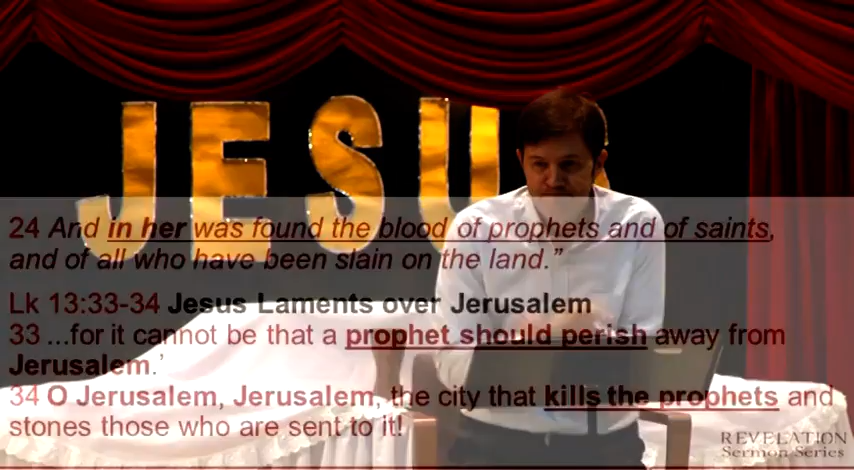 JESU
24 And in her was found the blood of prophets and of saints,
and of all who have been slain on the land.”
Lk 13:33-34 Jesus Laments over Jerusalem
33 ...for it cannot be that a prophet should perish away from
Jerusalem.’
34 O Jerusalem, Jerusalem, the city that kills the prophets and
stones those who are sent to it!
REVELATION
Sermon Series